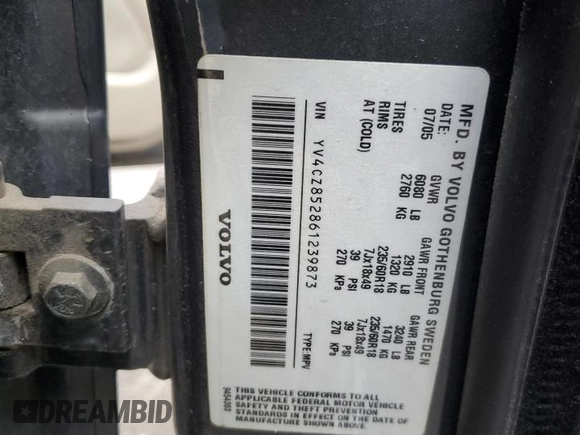 MFD. BY VOLVO GOTHENBURG SWEDEN
DATE: GVWR GAWR FRONT GAWR REAR
07/05 6080 LB 2910 LB 3240 LB
2760 KG 1320 KG 1470 KG
TIRES 235/60R18 235/60R18
RIMS 7Jx18x49 7Jx18x49
AT (COLD) 39 PSI 39 PSI
270 KPa 270 KPa
VIN YV4CZ852861239873 TYPE:MPV
VOLVO
THIS VEHICLE CONFORMS TO ALL
APPLICABLE FEDERAL MOTOR VEHICLE
SAFETY AND THEFT PREVENTION
STANDARD IN EFFECT ON THE DATE OF
MANUFACTURE SHOWN ABOVE
DREAMBID